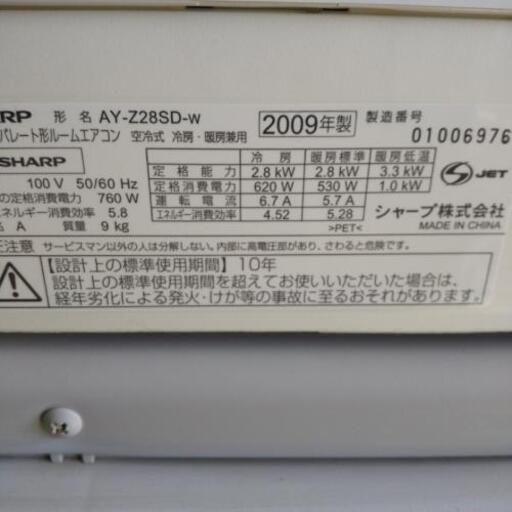 ARP 形 名 AY-Z28SD-w 2009年製 製造番号
パレート形ルームエアコン 空冷式 冷房・暖房兼用 01006976
SHARP
冷 房 暖房標準 暖房低温
定 格 能 力 2.8 kW 2.8 kW 3.3 kW
定格消費電力 620 W 530 W 1.0 kW
運 転 電 流 6.7 A 5.7 A
エネルギー消費効率 4.52 5.28
>PET<
100 V 50/60 Hz
の定格消費電力 760 W
ネルギー消費効率 5.8
名 A 質量 9 kg
S JET
シャープ株式会社
MADE IN CHINA
注意 サービスマン以外の人は分解しない。内部に高電圧部があり、さわると危険です。
【設計上の標準使用期間】10年
設計上の標準使用期間を超えてお使いいただいた場合は、
経年劣化による発火・けが等の事故に至るおそれがあります。